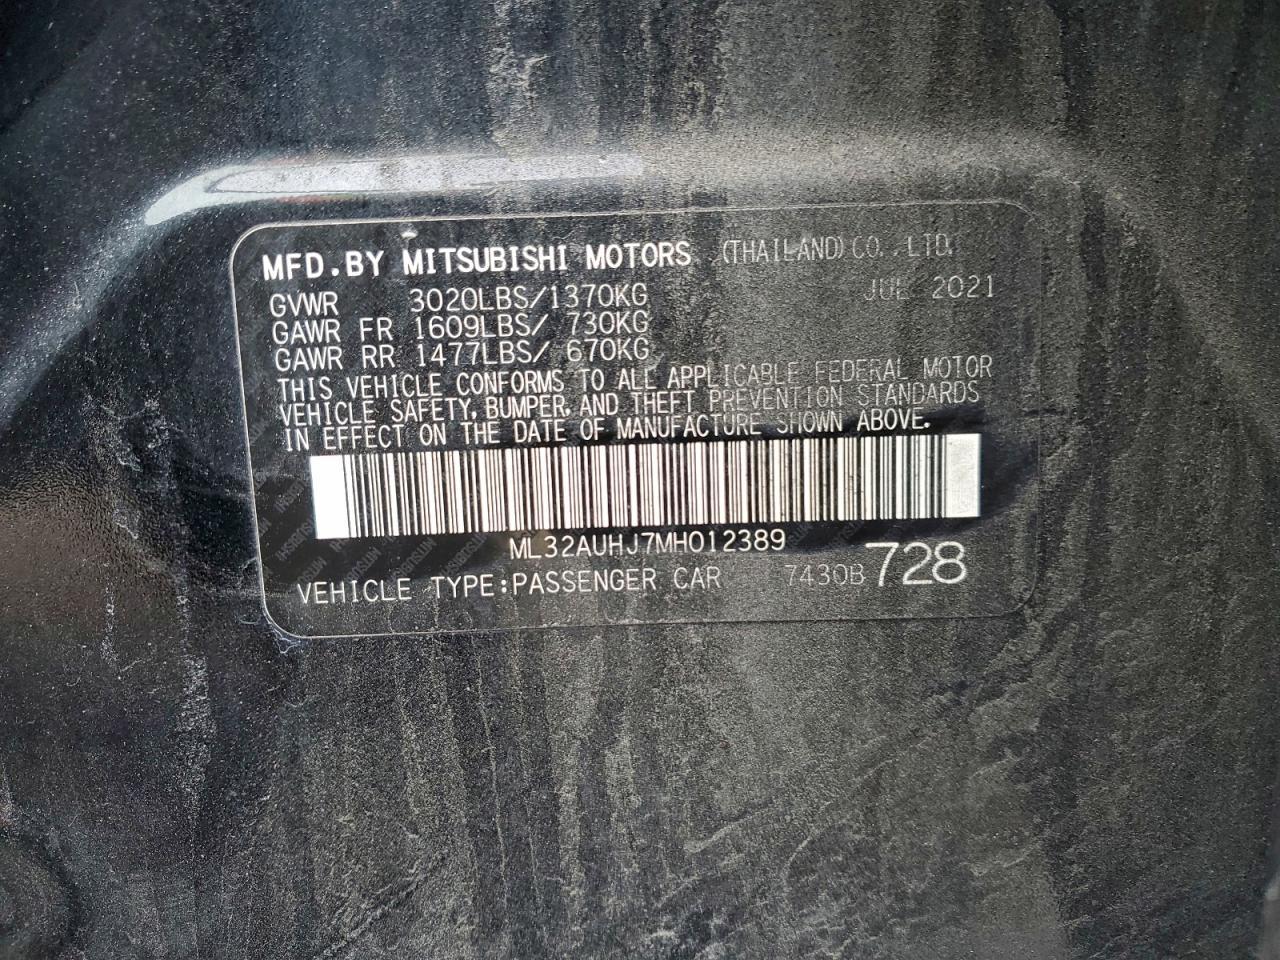 MFD.BY MITSUBISHI MOTORS (THAILAND) CO., LTD.
GVWR 3020LBS/1370KG JUL 2021
GAWR FR 1609LBS/ 730KG
GAWR RR 1477LBS/ 670KG
THIS VEHICLE CONFORMS TO ALL APPLICABLE FEDERAL MOTOR
VEHICLE SAFETY, BUMPER, AND THEFT PREVENTION STANDARDS
IN EFFECT ON THE DATE OF MANUFACTURE SHOWN ABOVE.
ML32AUHJ7MH012389
VEHICLE TYPE:PASSENGER CAR 7430B 728